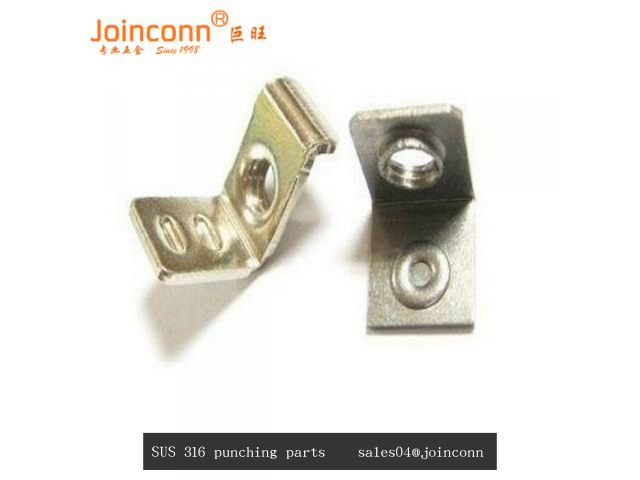 Joinconn® 巨旺
专业五金 Since 1998
SUS 316 punching parts sales04@joinconn